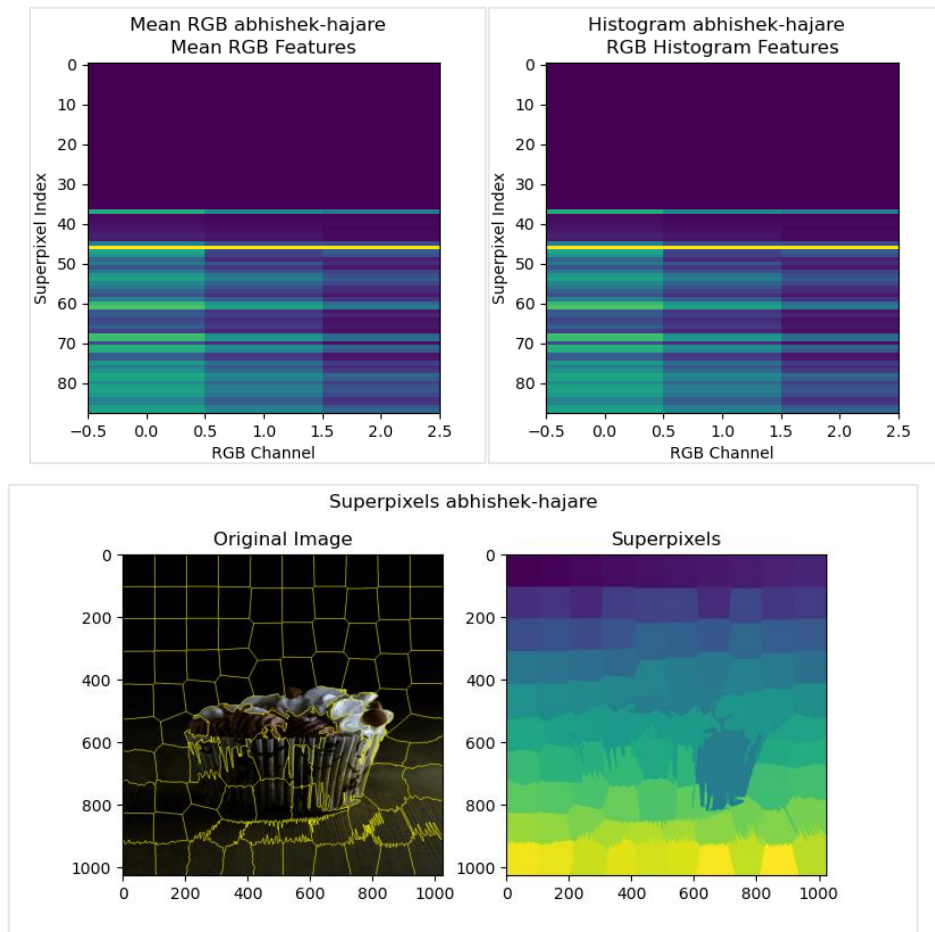 Mean RGB abhishek-hajare
Mean RGB Features
0
10
20
30
40
50
60
70
80
Superpixel Index
−0.5 0.0 0.5 1.0 1.5 2.0 2.5
RGB Channel
Histogram abhishek-hajare
RGB Histogram Features
0
10
20
30
40
50
60
70
80
Superpixel Index
−0.5 0.0 0.5 1.0 1.5 2.0 2.5
RGB Channel
Superpixels abhishek-hajare
Original Image
0
200
400
600
800
1000
0 200 400 600 800 1000
Superpixels
0
200
400
600
800
1000
0 200 400 600 800 1000